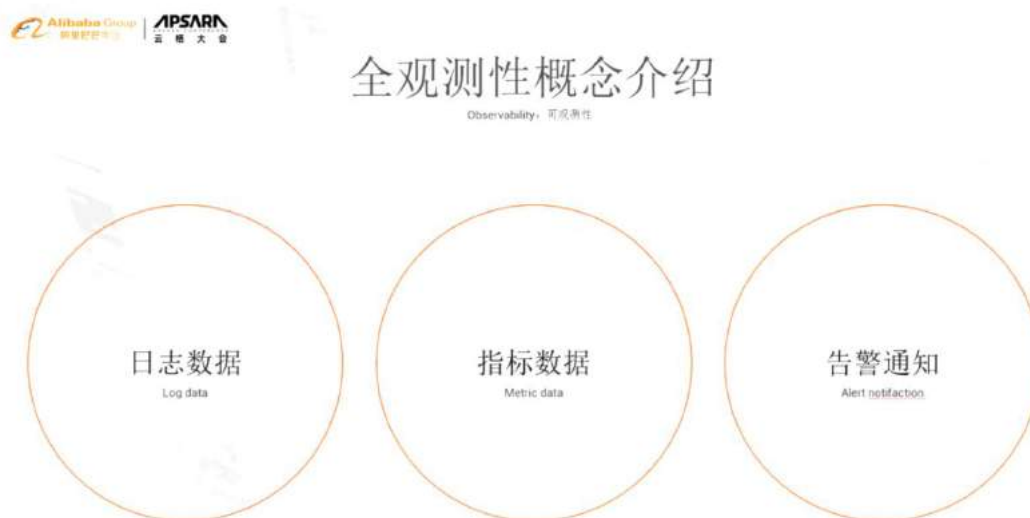 Alibaba Group
阿里巴巴集团
APSARA
云栖大会
全观测性概念介绍
Observability，可观测性
日志数据
Log data
指标数据
Metric data
告警通知
Alert notifaction